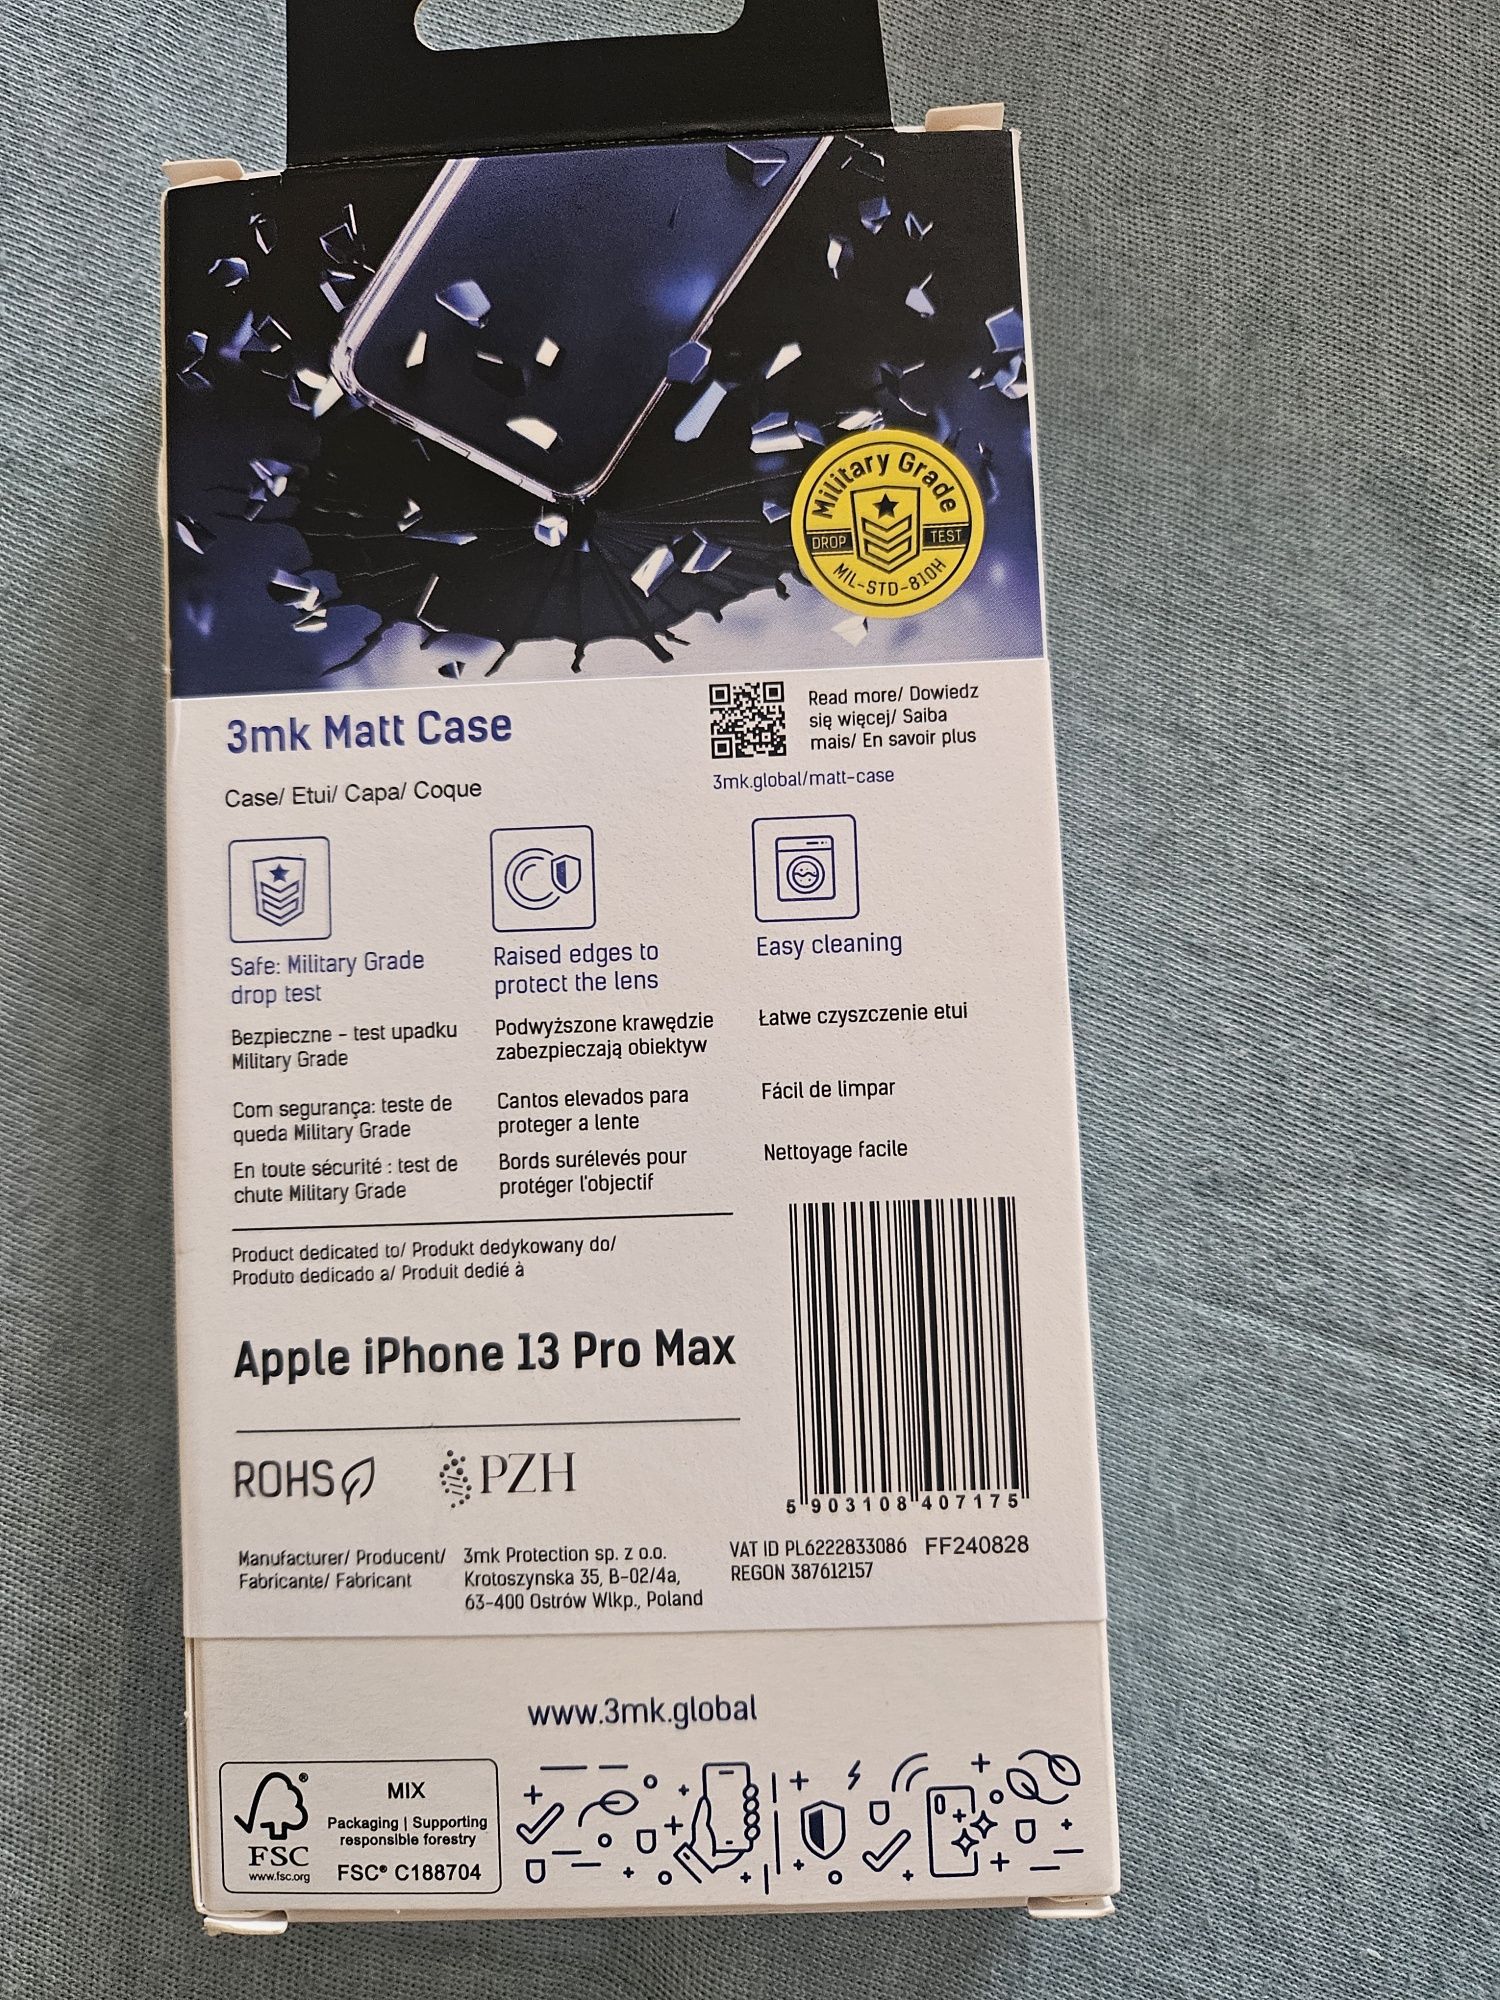 Military Grade
DROP TEST
MIL-STD-810H
3mk Matt Case
Case/ Etui/ Capa/ Coque
Read more/ Dowiedz
się więcej/ Saiba
mais/ En savoir plus
3mk.global/matt-case
Safe: Military Grade
drop test
Bezpieczne - test upadku
Military Grade
Com segurança: teste de
queda Military Grade
En toute sécurité : test de
chute Military Grade
Raised edges to
protect the lens
Podwyższone krawędzie
zabezpieczają obiektyw
Cantos elevados para
proteger a lente
Bords surélevés pour
protéger l'objectif
Easy cleaning
Łatwe czyszczenie etui
Fácil de limpar
Nettoyage facile
Product dedicated to/ Produkt dedykowany do/
Produto dedicado a/ Produit dedié à
Apple iPhone 13 Pro Max
ROHS
PZH
5 903108 407175
Manufacturer/ Producent/
Fabricante/ Fabricant
3mk Protection sp. z o.o.
Krotoszynska 35, B-02/4a,
63-400 Ostrów Wlkp., Poland
VAT ID PL6222833086
REGON 387612157
FF240828
www.3mk.global
FSC
www.fsc.org
MIX
Packaging | Supporting
responsible forestry
FSC® C188704